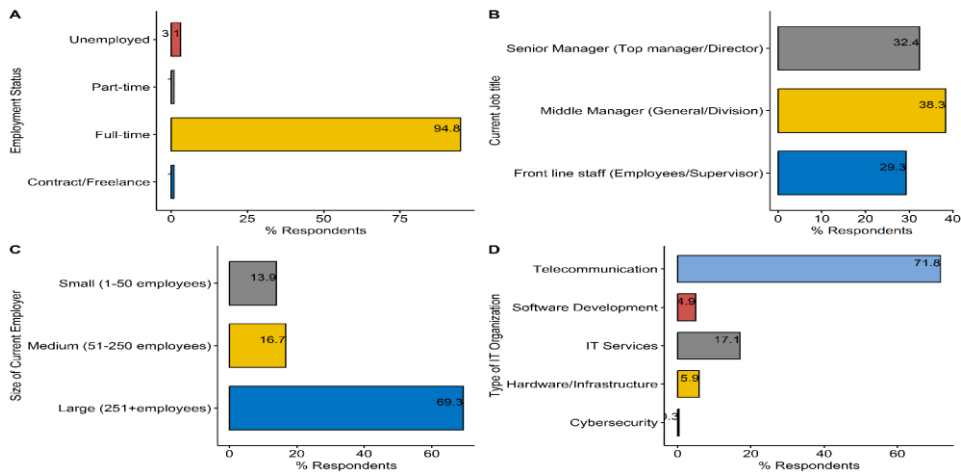 A
Employment Status
Unemployed
3 1
Part-time
1
Full-time
94.8
Contract/Freelance
1
0 25 50 75
% Respondents
B
Current Job title
Senior Manager (Top manager/Director)
32.4
Middle Manager (General/Division)
38.3
Front line staff (Employees/Supervisor)
29.3
0 10 20 30 40
% Respondents
C
Size of Current Employer
Small (1-50 employees)
13.9
Medium (51-250 employees)
16.7
Large (251+employees)
69.3
0 20 40 60
% Respondents
D
Type of IT Organization
Telecommunication
71.8
Software Development
4.9
IT Services
17.1
Hardware/Infrastructure
5.9
Cybersecurity
.3
0 20 40 60
% Respondents